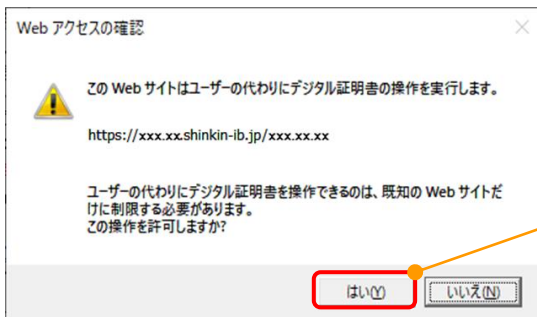 Web アクセスの確認
この Web サイトはユーザーの代わりにデジタル証明書の操作を実行します。
https://xxx.xx.shinkin-ib.jp/xxx.xx.xx
ユーザーの代わりにデジタル証明書を操作できるのは、既知の Web サイトだ
けに制限する必要があります。
この操作を許可しますか?
はい(Y)
いいえ(N)